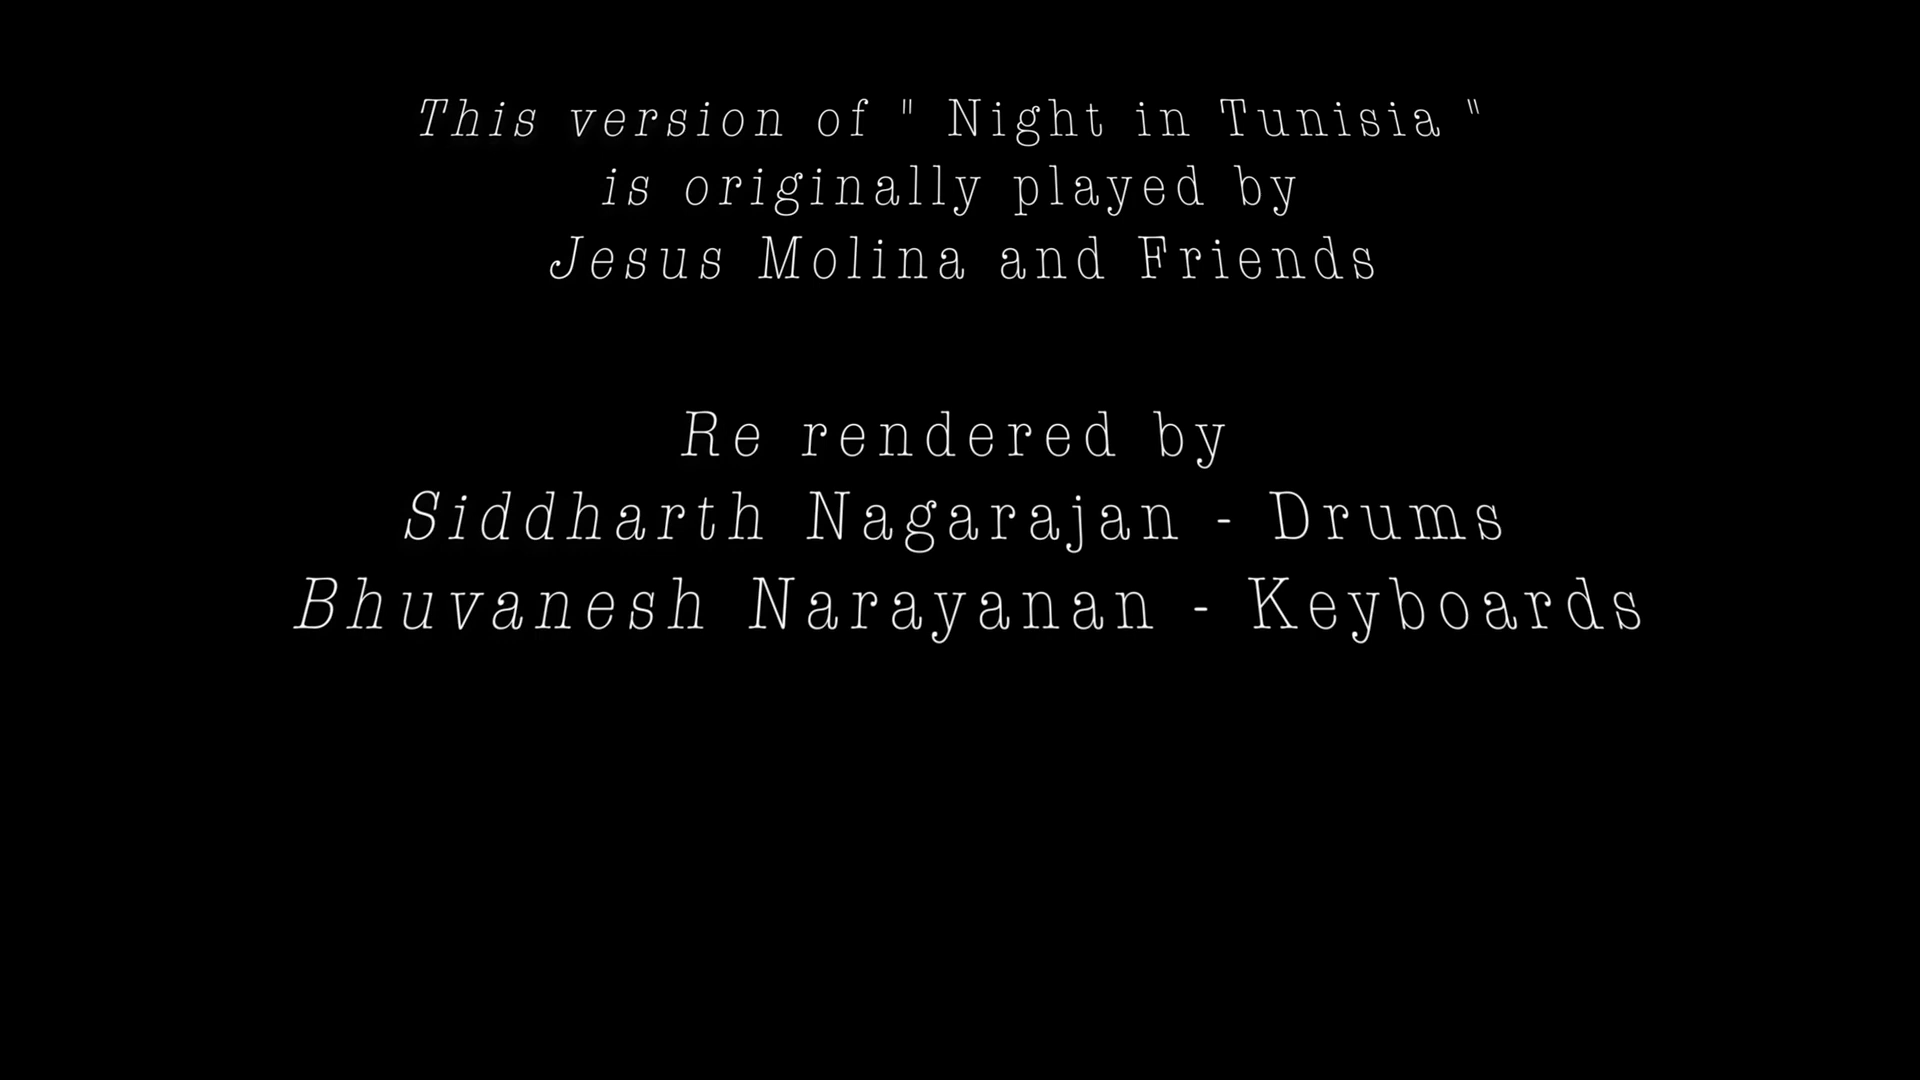 This version of " Night in Tunisia "
is originally played by
Jesus Molina and Friends
Re rendered by
Siddharth Nagarajan - Drums
Bhuvanesh Narayanan - Keyboards